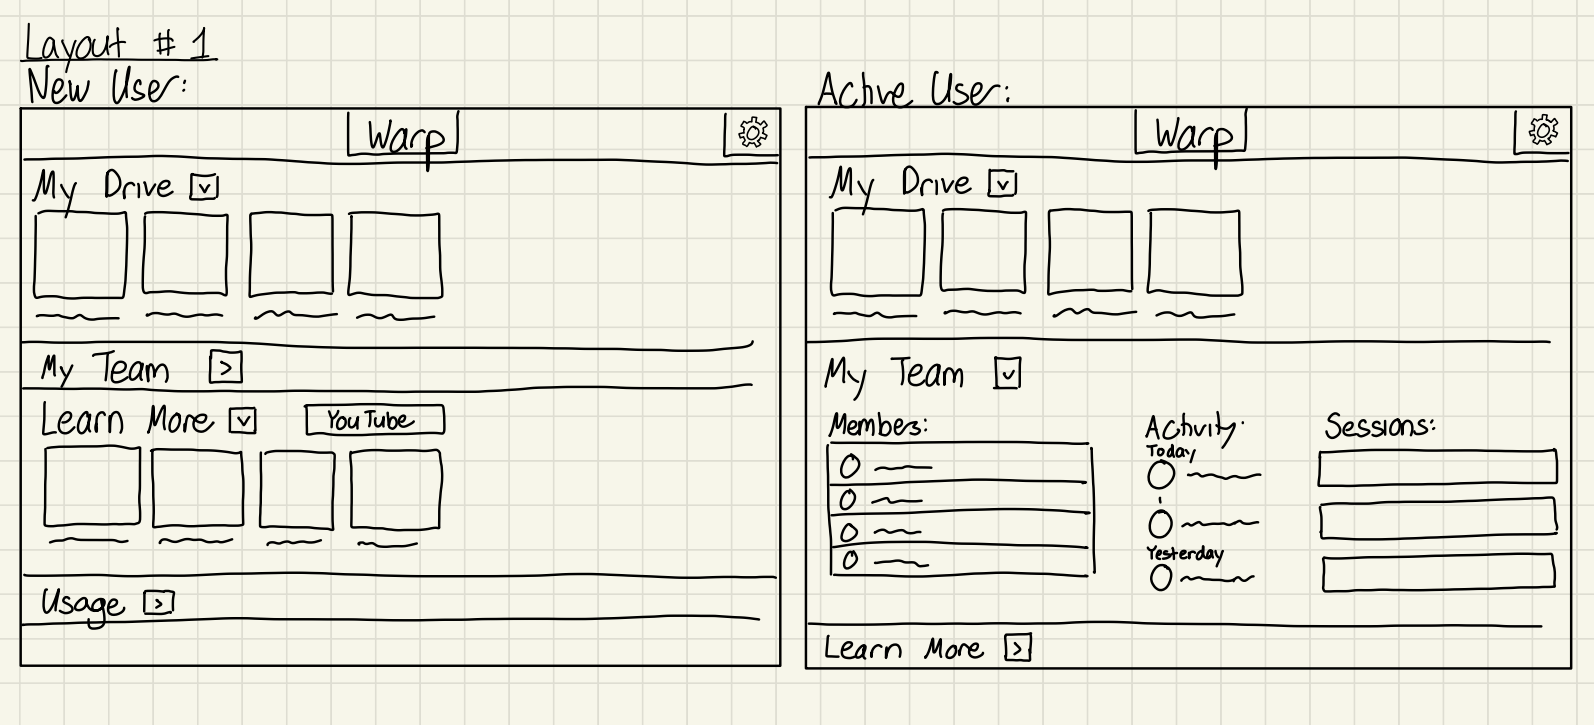 Layout #1
New User:
Warp
My Drive
My Team
Learn More
YouTube
Usage
Active User:
Warp
My Drive
My Team
Members:
Activity:
Today
Yesterday
Sessions:
Learn More